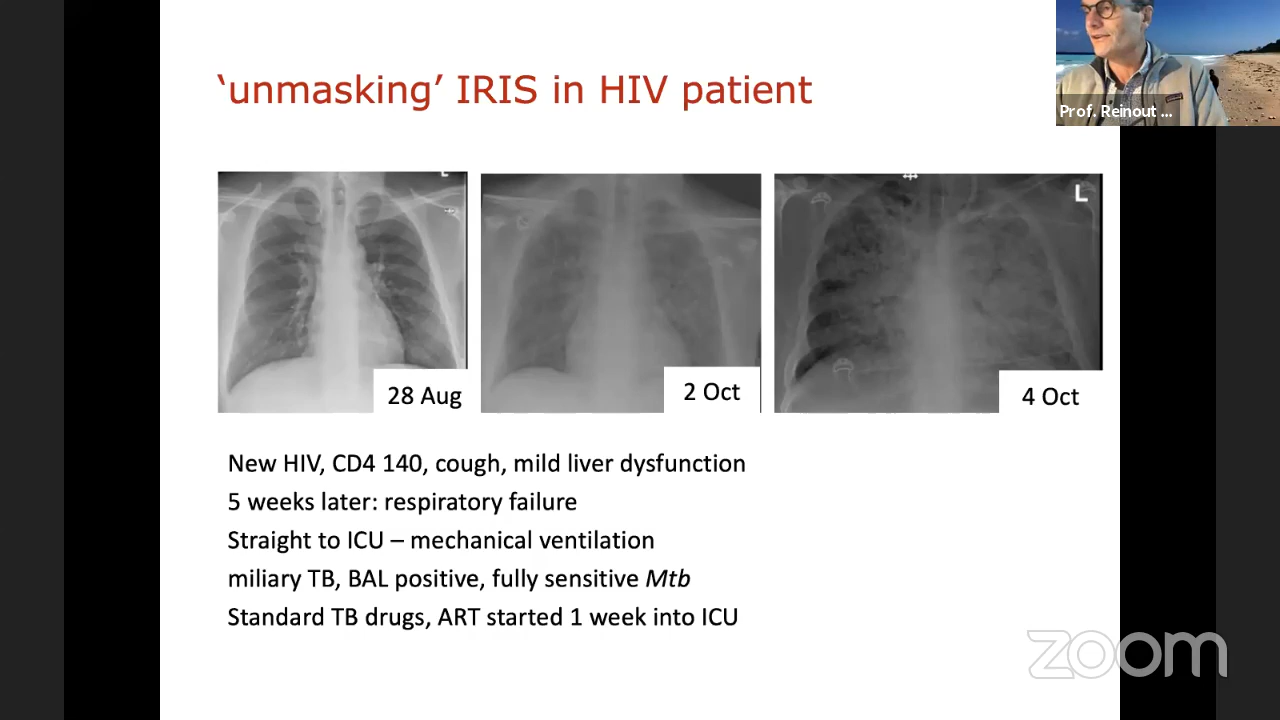 ‘unmasking’ IRIS in HIV patient
Prof. Reinout ...
L
28 Aug
2 Oct
4 Oct
New HIV, CD4 140, cough, mild liver dysfunction
5 weeks later: respiratory failure
Straight to ICU – mechanical ventilation
miliary TB, BAL positive, fully sensitive Mtb
Standard TB drugs, ART started 1 week into ICU
zoom